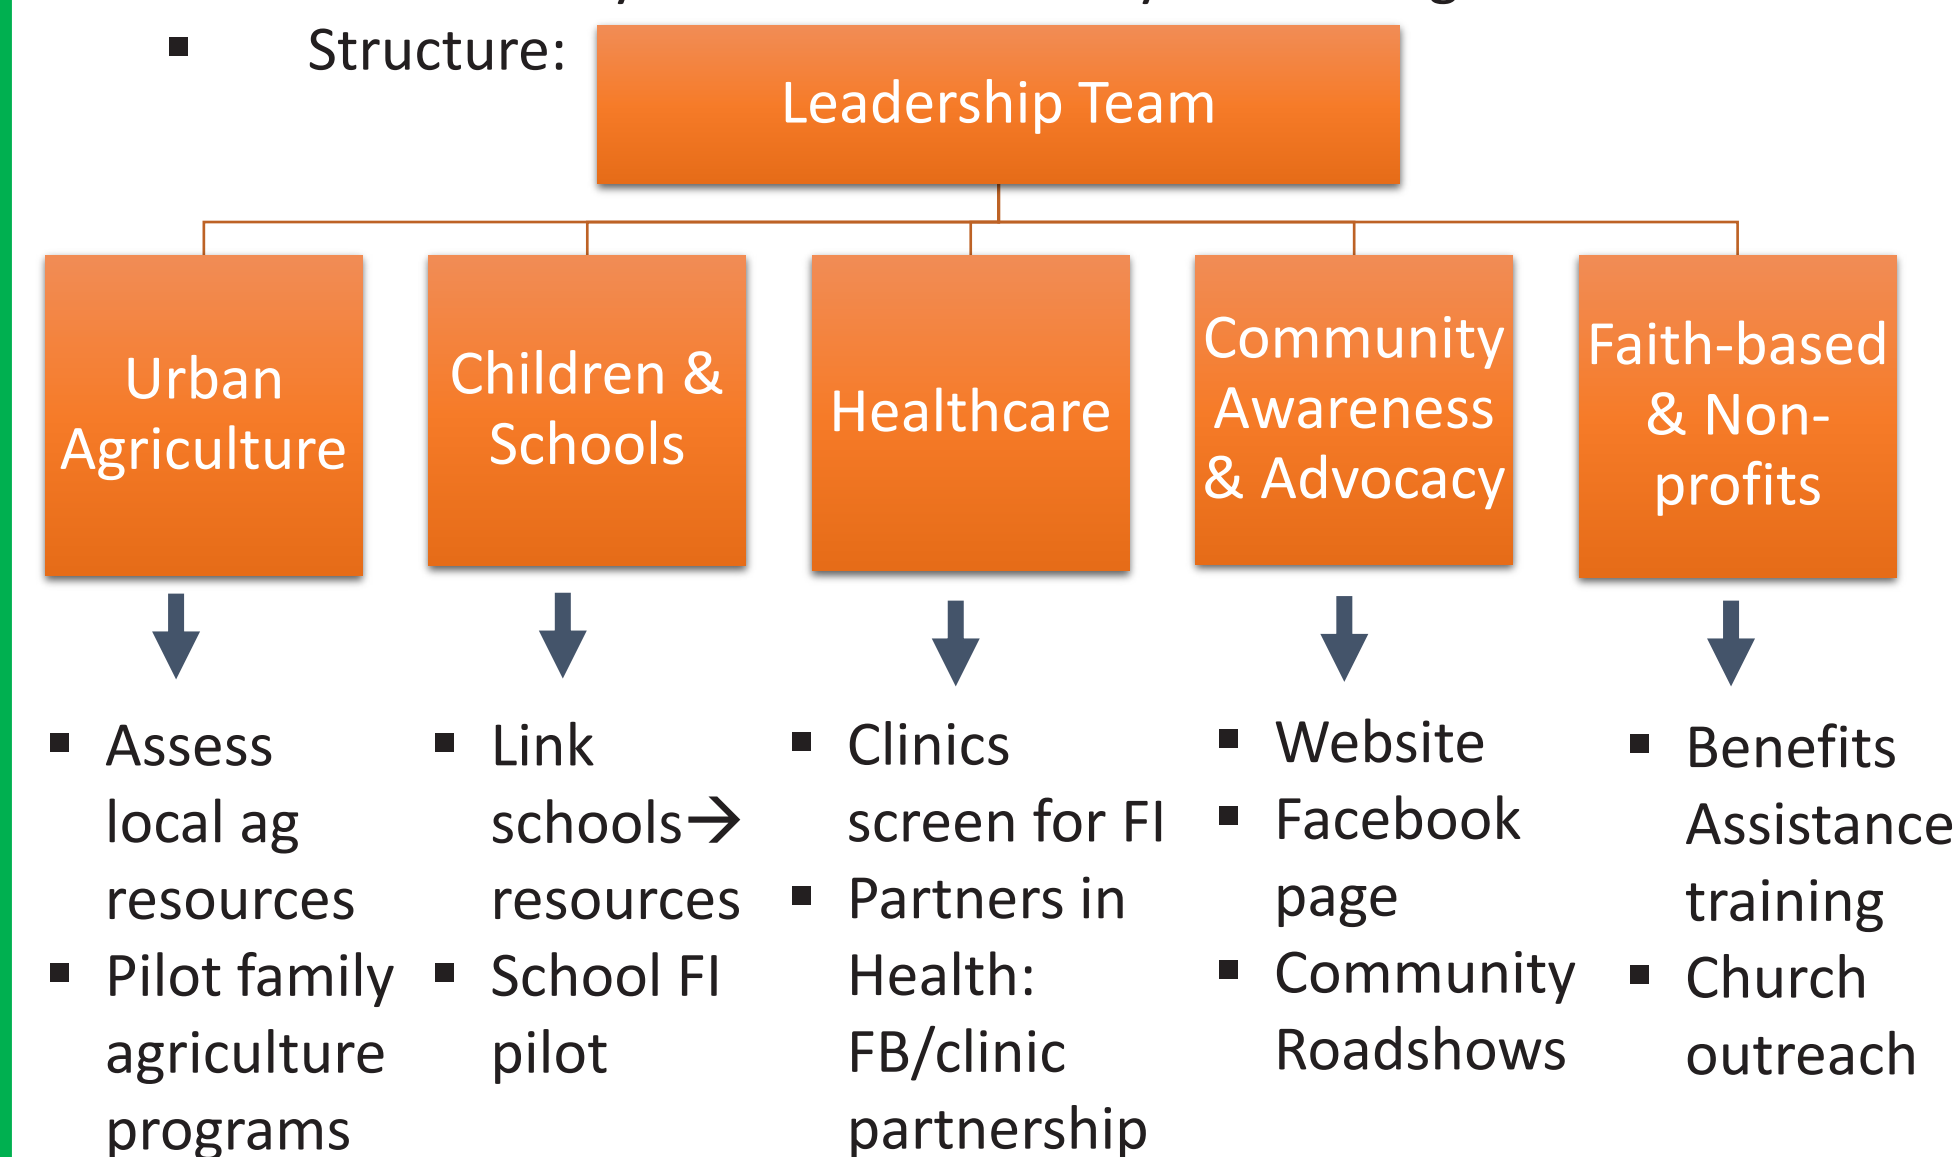 ▪ Structure:
Leadership Team
Urban
Agriculture
Children &
Schools
Healthcare
Community
Awareness
& Advocacy
Faith-based
& Non-
profits
▪ Assess
local ag
resources
▪ Pilot family
agriculture
programs
▪ Link
schools→
resources
▪ School FI
pilot
▪ Clinics
screen for FI
▪ Partners in
Health:
FB/clinic
partnership
▪ Website
▪ Facebook
page
▪ Community
Roadshows
▪ Benefits
Assistance
training
▪ Church
outreach